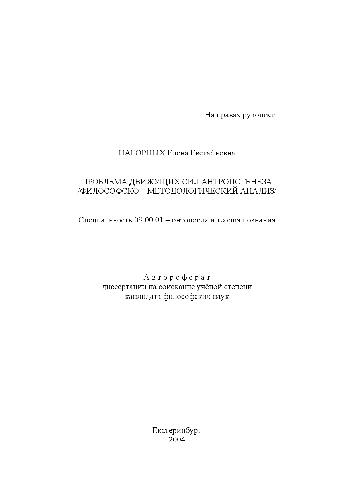 На правах рукописи
НАГОРНЫХ Елена
ПРОБЛЕМА ДВИЖУЩИХ СИЛ АНТРОПОГЕНЕЗА
/ФИЛОСОФСКО – МЕТОДОЛОГИЧЕСКИЙ АНАЛИЗ/
Специальность 09.00.01 – онтология и теория познания
А в т о р е ф е р а т
диссертации на соискание учёной степени
кандидата философских наук
Екатеринбург
2004